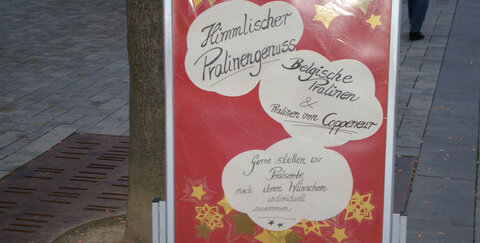 Himmlischer
Pralinengenuss
Belgische
Pralinen
&
Pralinen von Coppeneur
Gerne stellen wir
Präsente
nach ihren Wünschen
individuell
zusammen